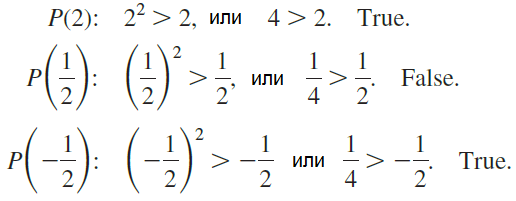 P(2): 2² > 2, или 4 > 2. True.
P(1/2): (1/2)² > 1/2, или 1/4 > 1/2. False.
P(−1/2): (−1/2)² > −1/2 или 1/4 > −1/2. True.